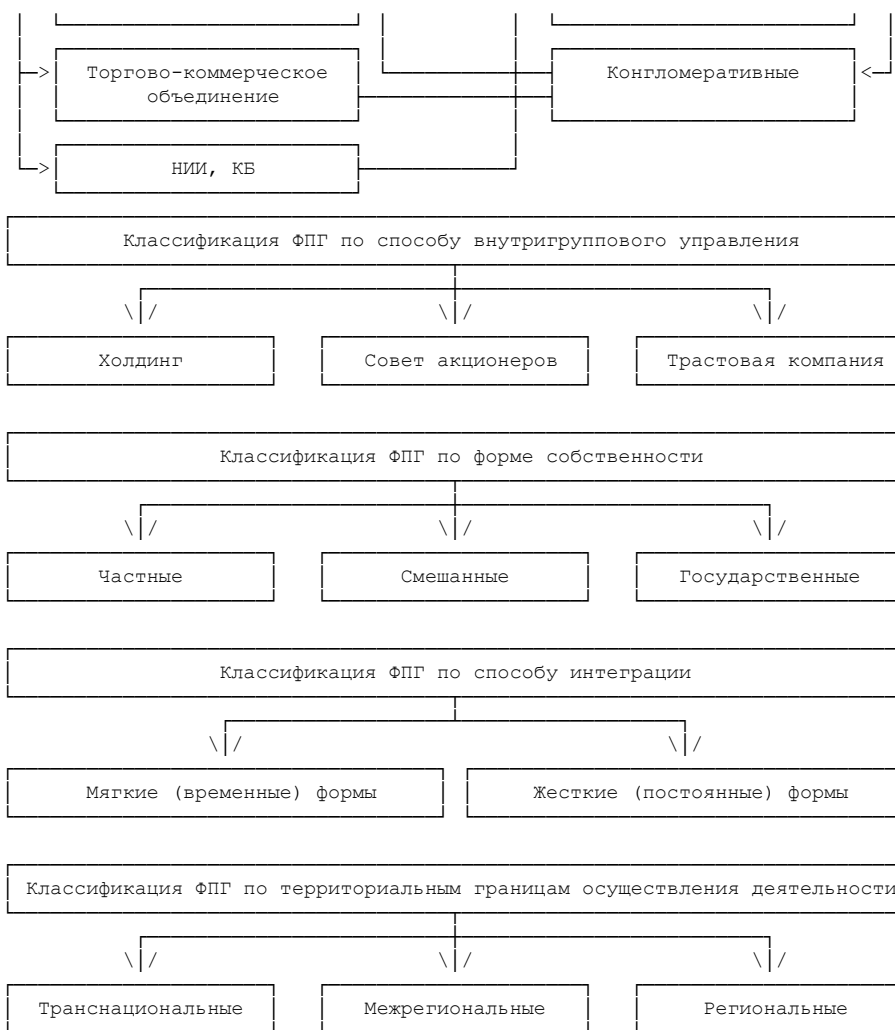 Торгово-коммерческое Конгломеративные
объединение
НИИ, КБ
Классификация ФПГ по способу внутригруппового управления
Холдинг Совет акционеров Трастовая компания
Классификация ФПГ по форме собственности
Частные Смешанные Государственные
Классификация ФПГ по способу интеграции
Мягкие (временные) формы Жесткие (постоянные) формы
Классификация ФПГ по территориальным границам осуществления деятельности
Транснациональные Межрегиональные Региональные